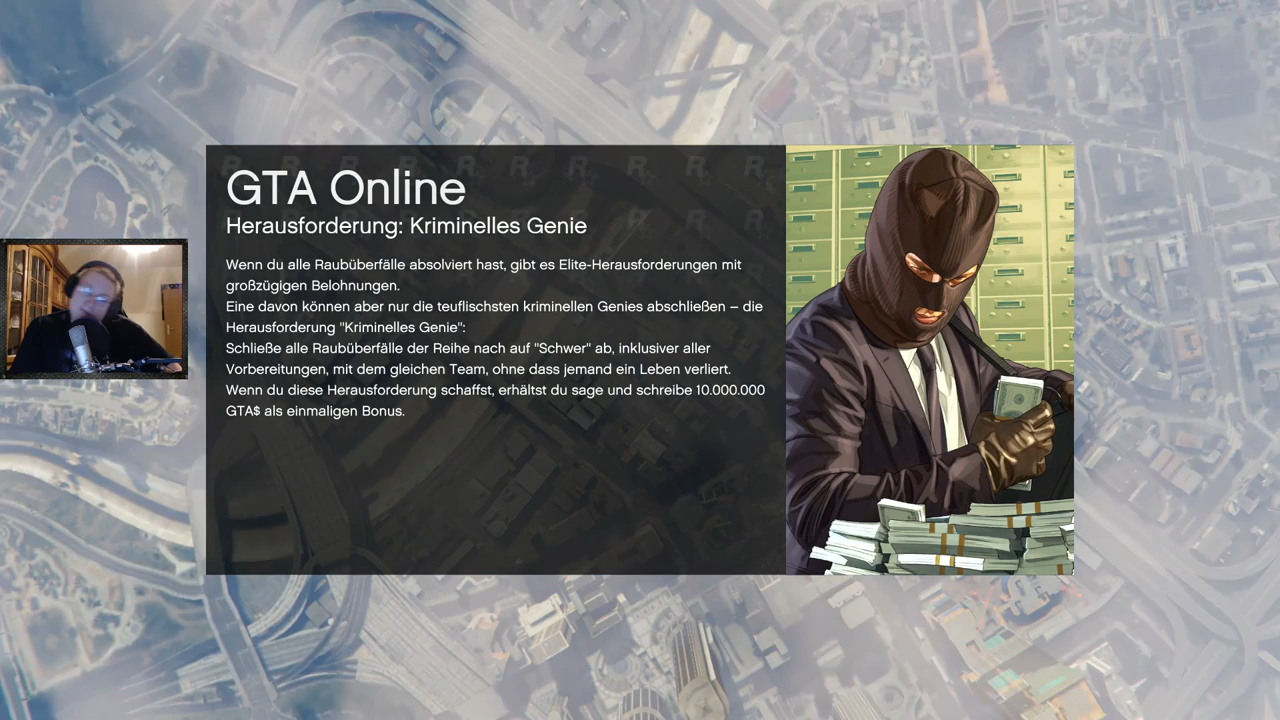 GTA Online
Herausforderung: Kriminelles Genie
Wenn du alle Raubüberfälle absolviert hast, gibt es Elite-Herausforderungen mit
großzügigen Belohnungen.
Eine davon können aber nur die teuflischsten kriminellen Genies abschließen – die
Herausforderung "Kriminelles Genie":
Schließe alle Raubüberfälle der Reihe nach auf "Schwer" ab, inklusiver aller
Vorbereitungen, mit dem gleichen Team, ohne dass jemand ein Leben verliert.
Wenn du diese Herausforderung schaffst, erhältst du sage und schreibe 10.000.000
GTA$ als einmaligen Bonus.